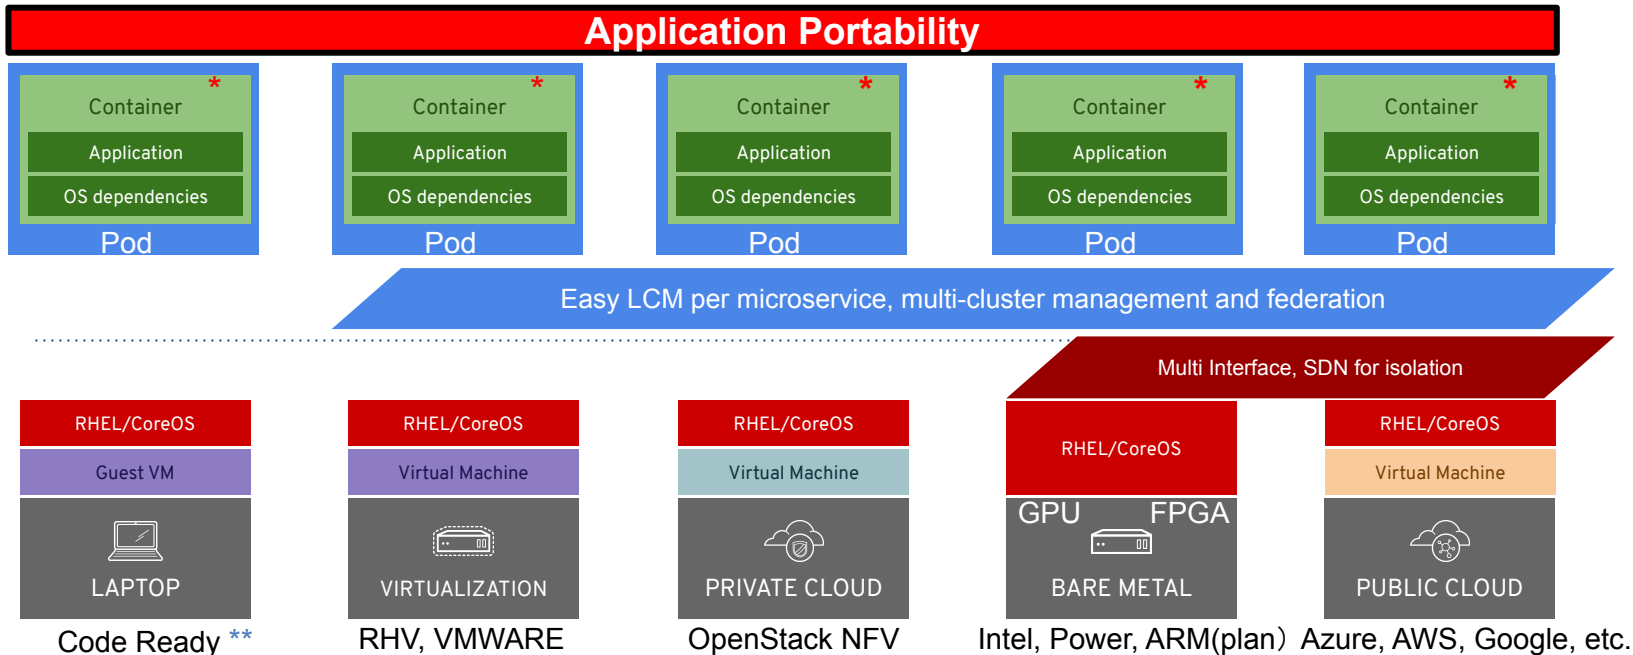 Application Portability
* * * * *
Container Container Container Container Container
Application Application Application Application Application
OS dependencies OS dependencies OS dependencies OS dependencies OS dependencies
Pod Pod Pod Pod Pod
Easy LCM per microservice, multi-cluster management and federation
Multi Interface, SDN for isolation
RHEL/CoreOS RHEL/CoreOS RHEL/CoreOS RHEL/CoreOS RHEL/CoreOS
Guest VM Virtual Machine Virtual Machine Virtual Machine
GPU FPGA
LAPTOP VIRTUALIZATION PRIVATE CLOUD BARE METAL PUBLIC CLOUD
Code Ready ** RHV, VMWARE OpenStack NFV Intel, Power, ARM(plan） Azure, AWS, Google, etc.